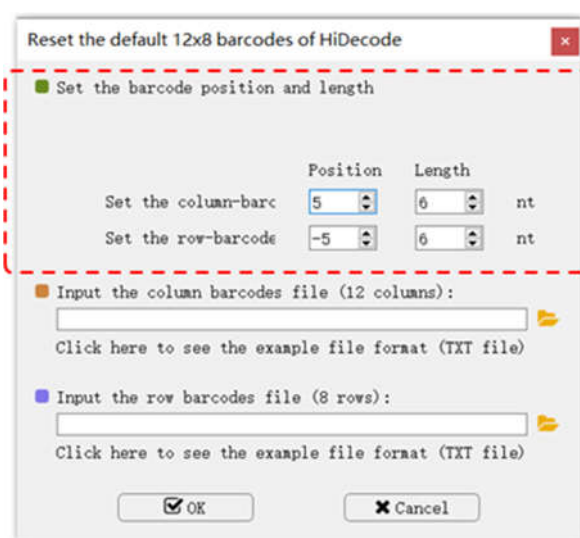 Reset the default 12x8 barcodes of HiDecode
Set the barcode position and length
Position Length
Set the column-barc 5 6 nt
Set the row-barcode -5 6 nt
Input the column barcodes file (12 columns):
Click here to see the example file format (TXT file)
Input the row barcodes file (8 rows):
Click here to see the example file format (TXT file)
OK Cancel